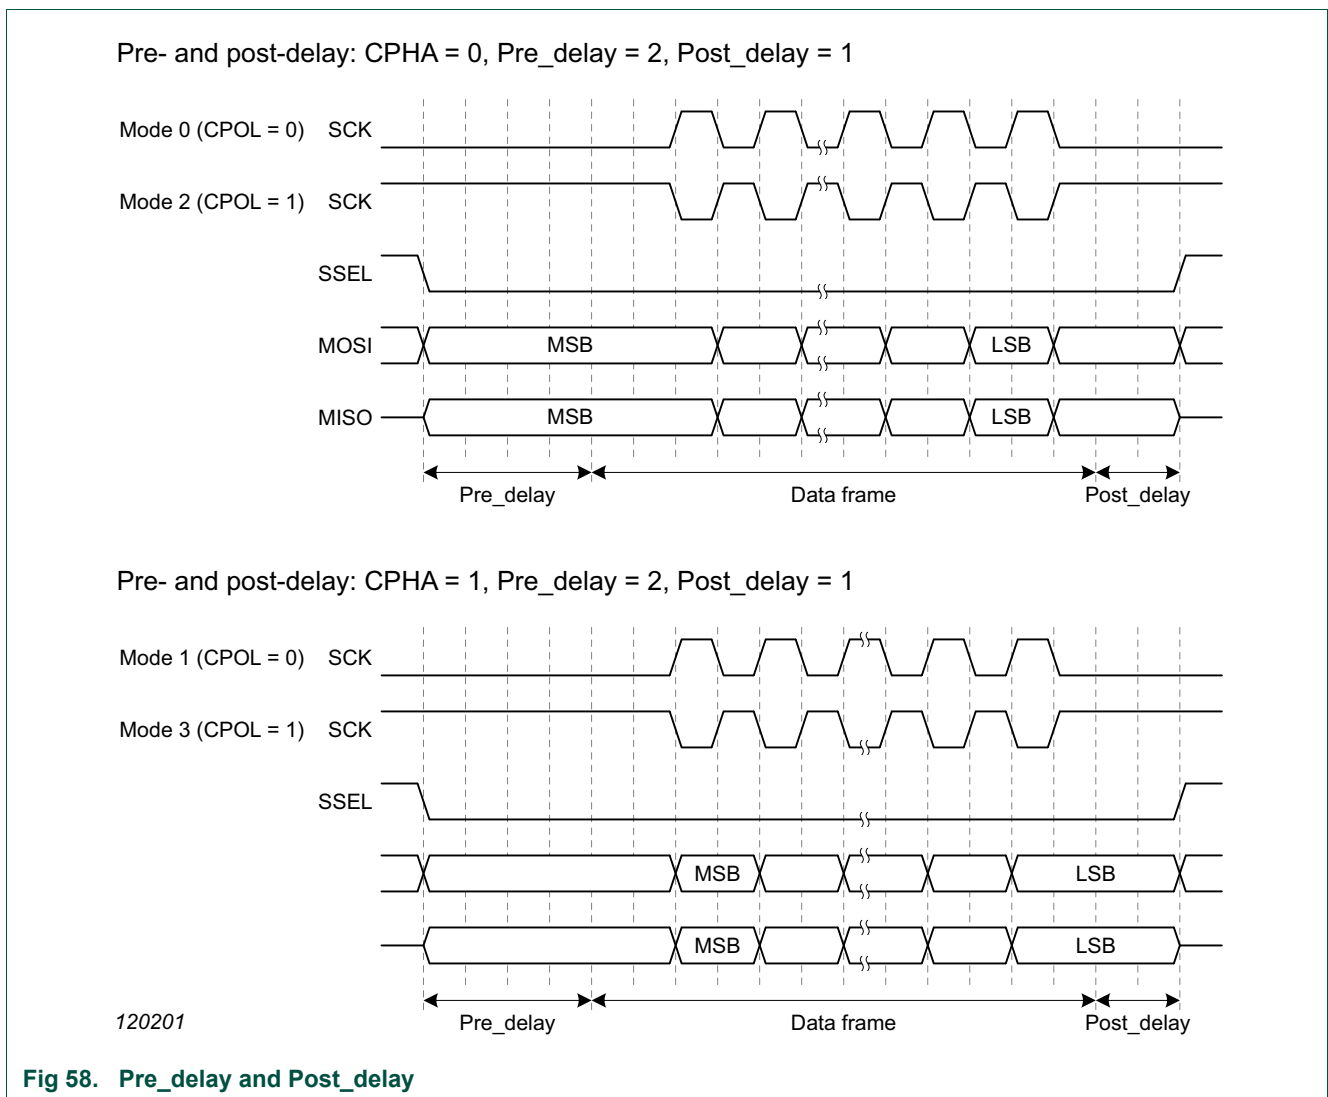 Pre- and post-delay: CPHA = 0, Pre_delay = 2, Post_delay = 1
Mode 0 (CPOL = 0) SCK
Mode 2 (CPOL = 1) SCK
SSEL
MOSI MSB LSB
MISO MSB LSB
Pre_delay Data frame Post_delay
Pre- and post-delay: CPHA = 1, Pre_delay = 2, Post_delay = 1
Mode 1 (CPOL = 0) SCK
Mode 3 (CPOL = 1) SCK
SSEL
MSB LSB
MSB LSB
120201 Pre_delay Data frame Post_delay
Fig 58. Pre_delay and Post_delay